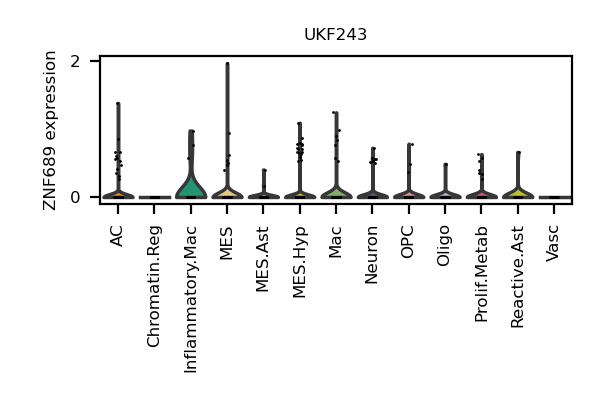 UKF243
ZNF689 expression
2
0
AC
Chromatin.Reg
Inflammatory.Mac
MES
MES.Ast
MES.Hyp
Mac
Neuron
OPC
Oligo
Prolif.Metab
Reactive.Ast
Vasc